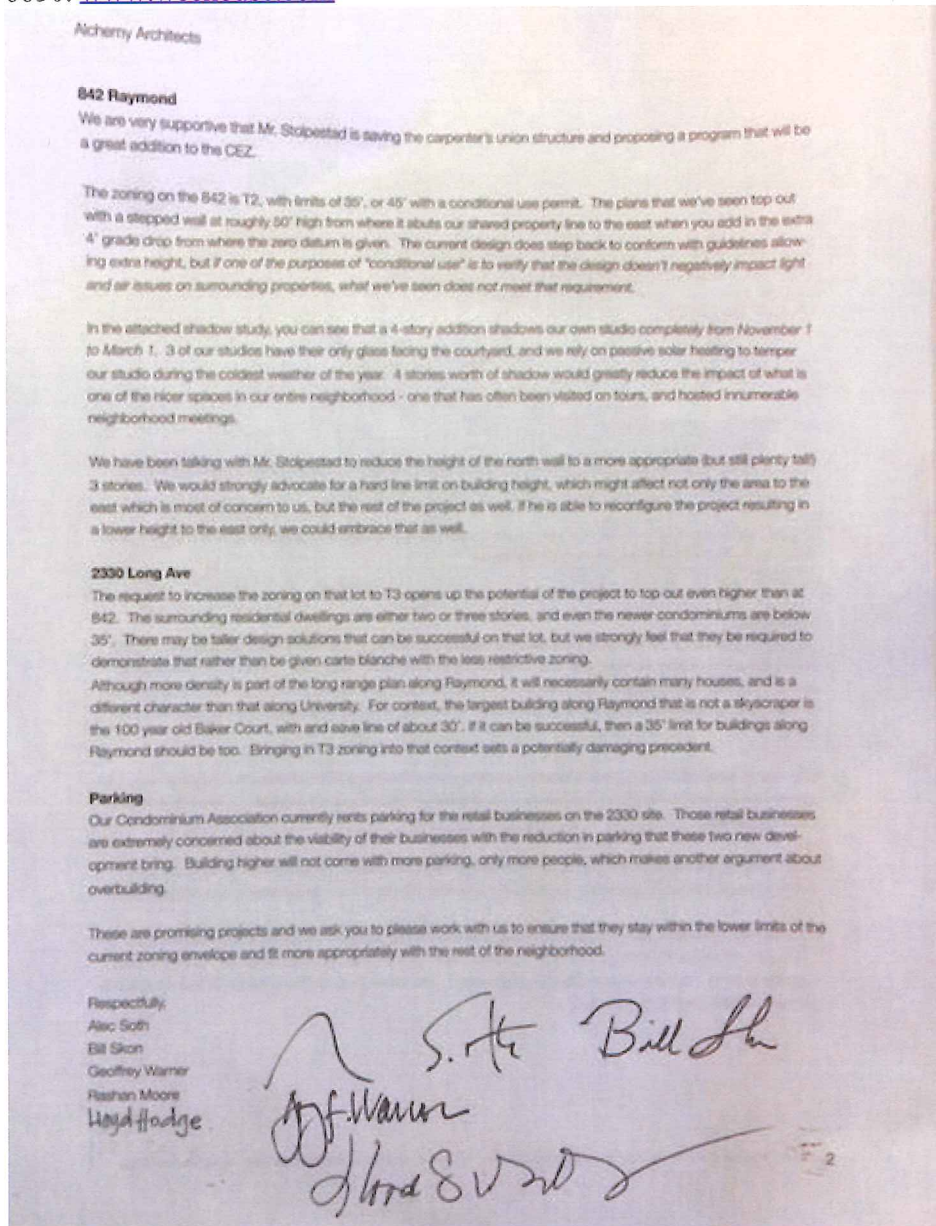 Alchemy Architects
842 Raymond
We are very supportive that Mr. Stolpestad is saving the carpenter's union structure and proposing a program that will be
a great addition to the CEZ.
The zoning on the 842 is T2, with limits of 35', or 45' with a conditional use permit. The plans that we've seen top out
with a stepped wall at roughly 50' high from where it abuts our shared property line to the east when you add in the extra
4' grade drop from where the zero datum is given. The current design does step back to conform with guidelines allow-
ing extra height, but if one of the purposes of "conditional use" is to verify that the design doesn't negatively impact light
and air issues on surrounding properties, what we've seen does not meet that requirement.
In the attached shadow study, you can see that a 4-story addition shadows our own studio completely from November 1
to March 1. 3 of our studios have their only glass facing the courtyard, and we rely on passive solar heating to temper
our studio during the coldest weather of the year. 4 stories worth of shadow would greatly reduce the impact of what is
one of the nicer spaces in our entire neighborhood - one that has often been visited on tours, and hosted innumerable
neighborhood meetings.
We have been talking with Mr. Stolpestad to reduce the height of the north wall to a more appropriate (but still plenty tall!)
3 stories. We would strongly advocate for a hard line limit on building height, which might affect not only the area to the
east which is most of concern to us, but the rest of the project as well. If he is able to reconfigure the project resulting in
a lower height to the east only, we could embrace that as well.
2330 Long Ave
The request to increase the zoning on that lot to T3 opens up the potential of the project to top out even higher than at
842. The surrounding residential dwellings are either two or three stories, and even the newer condominiums are below
35'. There may be taller design solutions that can be successful on that lot, but we strongly feel that they be required to
demonstrate that rather than be given carte blanche with the less restrictive zoning.
Although more density is part of the long range plan along Raymond, it will necessarily contain many houses, and is a
different character than that along University. For context, the largest building along Raymond that is not a skyscraper is
the 100 year old Baker Court, with and eave line of about 30'. If it can be successful, then a 35' limit for buildings along
Raymond should be too. Bringing in T3 zoning into that context sets a potentially damaging precedent.
Parking
Our Condominium Association currently rents parking for the retail businesses on the 2330 site. Those retail businesses
are extremely concerned about the viability of their businesses with the reduction in parking that these two new devel-
opment bring. Building higher will not come with more parking, only more people, which makes another argument about
overbuilding.
These are promising projects and we ask you to please work with us to ensure that they stay within the lower limits of the
current zoning envelope and fit more appropriately with the rest of the neighborhood.
Respectfully,
Alec Soth
Bill Skon
Geoffrey Warner
Rashan Moore
Lloyd Hodge
Bill
Warner
2